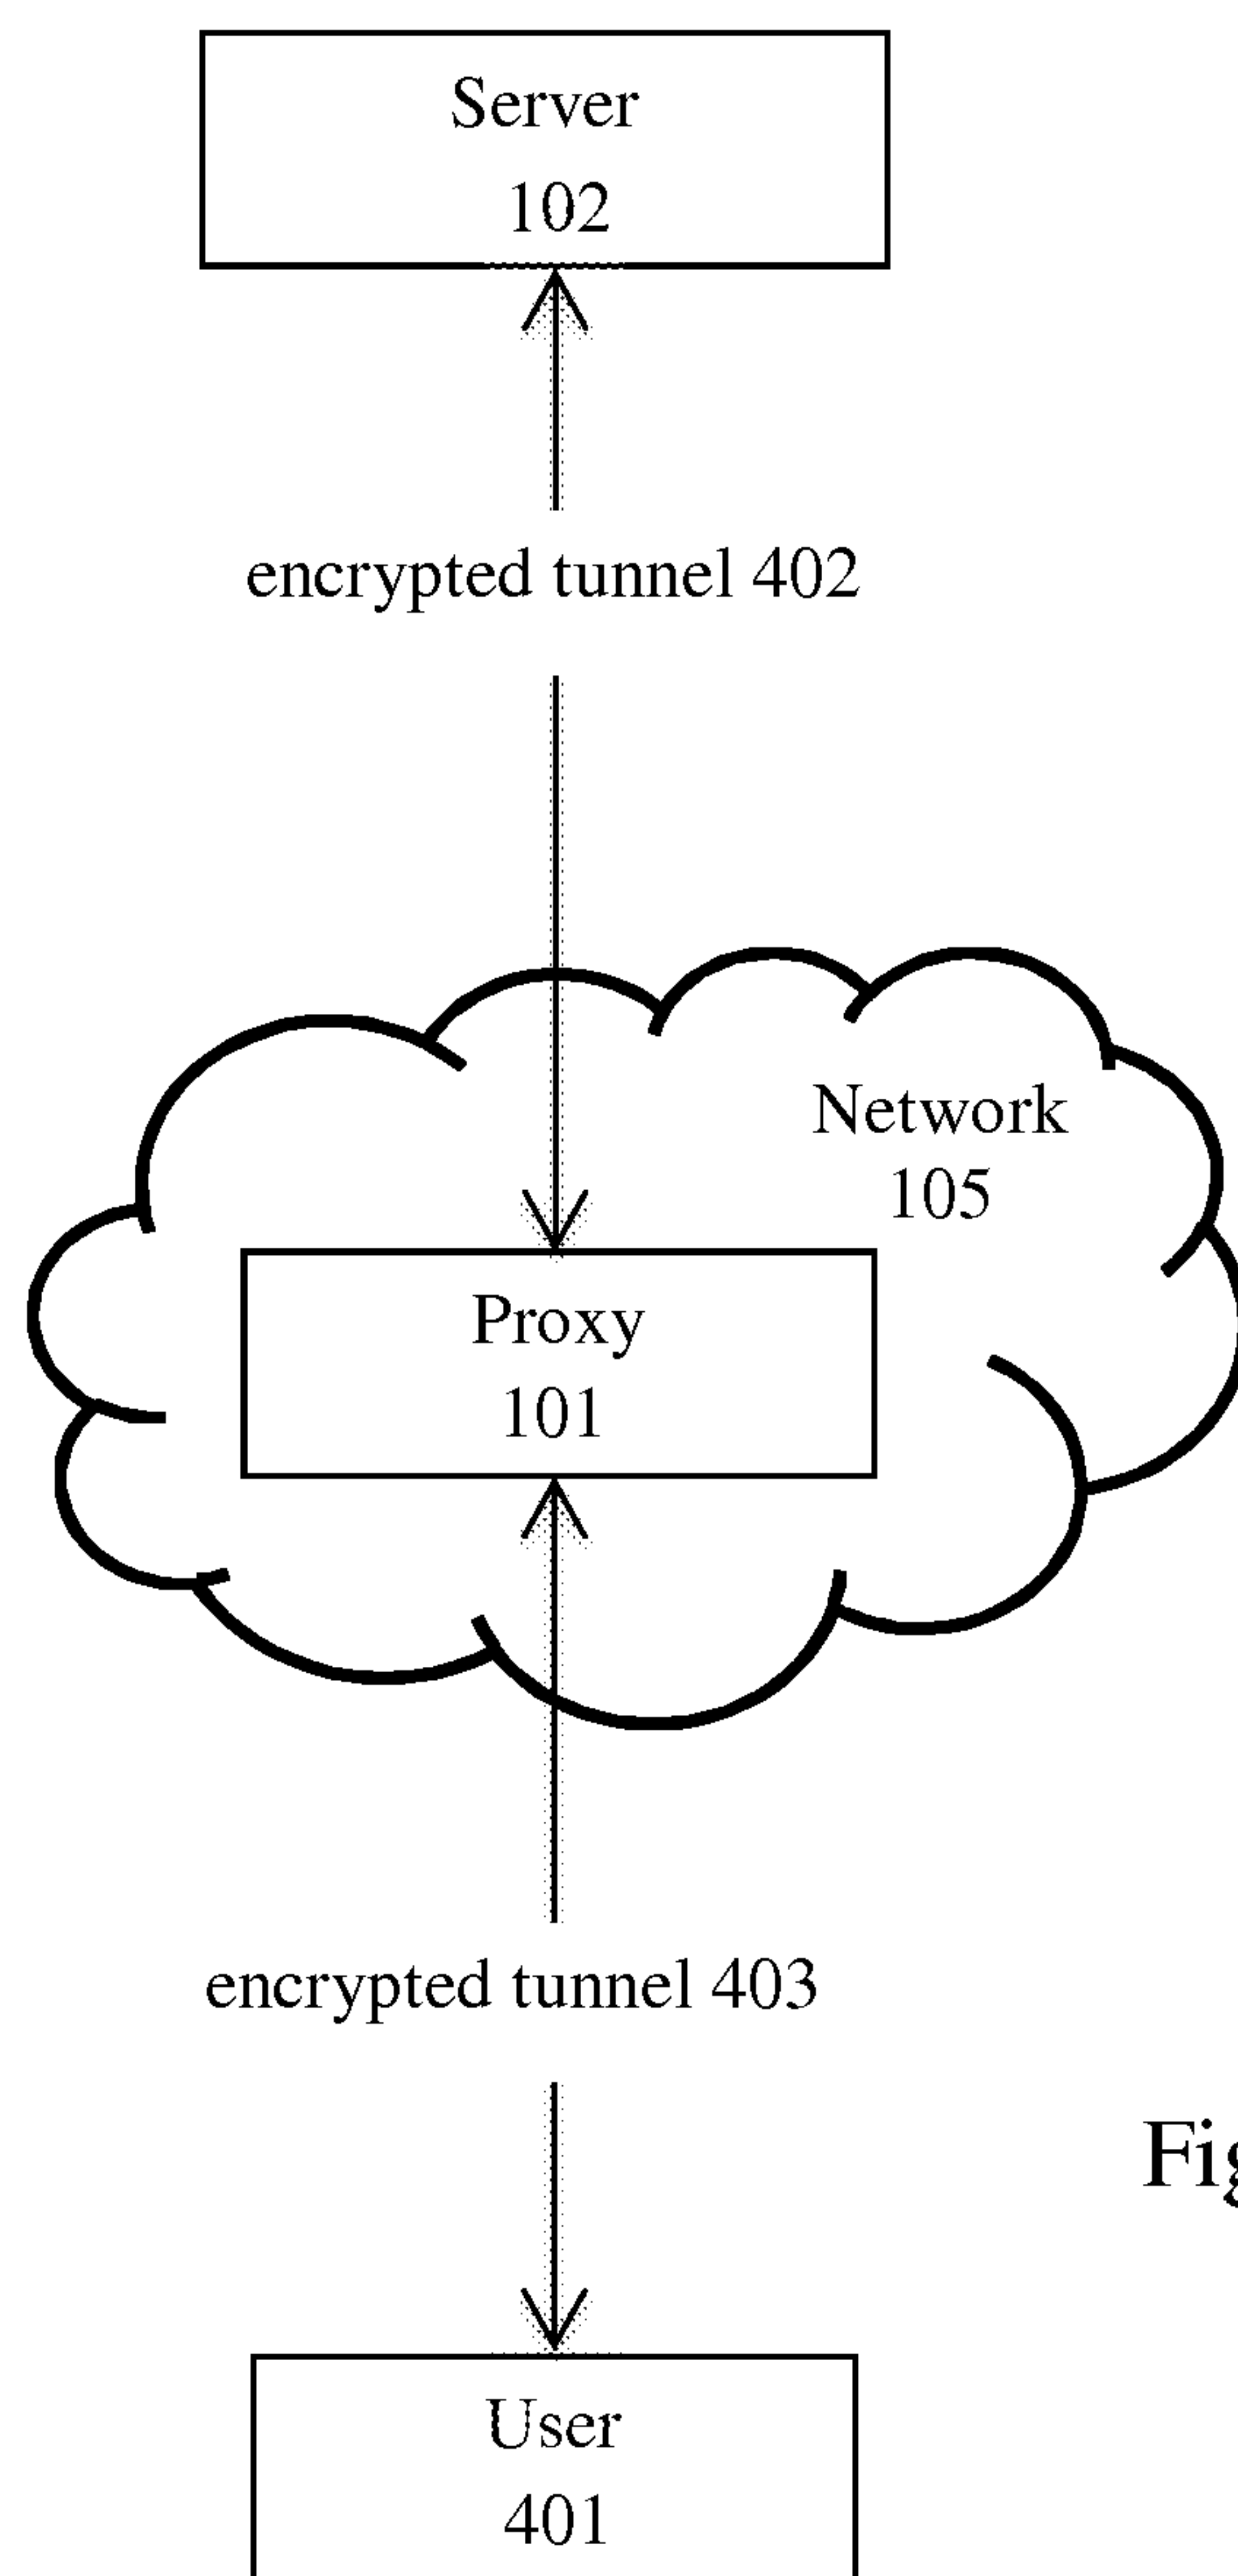 Server
102
encrypted tunnel 402
Network
105
Proxy
101
encrypted tunnel 403
User
401